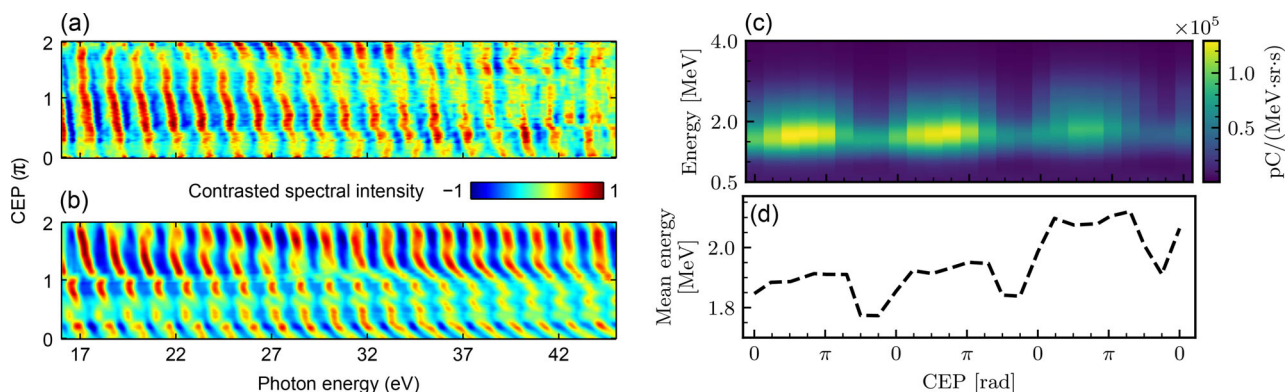 (a)
2
1
0
CEP (π)
Contrasted spectral intensity
−1
1
(b)
2
1
0
17
22
27
32
37
42
Photon energy (eV)
(c)
×10⁵
4.0
2.0
0.5
Energy [MeV]
1.0
0.5
pC/(MeV·sr·s)
(d)
2.0
1.8
Mean energy
[MeV]
0
π
0
π
0
π
0
CEP [rad]